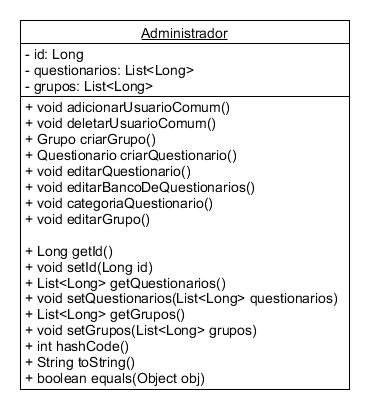 Administrador
- id: Long
- questionarios: List<Long>
- grupos: List<Long>
+ void adicionarUsuarioComum()
+ void deletarUsuarioComum()
+ Grupo criarGrupo()
+ Questionario criarQuestionario()
+ void editarQuestionario()
+ void editarBancoDeQuestionarios()
+ void categoriaQuestionario()
+ void editarGrupo()
+ Long getId()
+ void setId(Long id)
+ List<Long> getQuestionarios()
+ void setQuestionarios(List<Long> questionarios)
+ List<Long> getGrupos()
+ void setGrupos(List<Long> grupos)
+ int hashCode()
+ String toString()
+ boolean equals(Object obj)